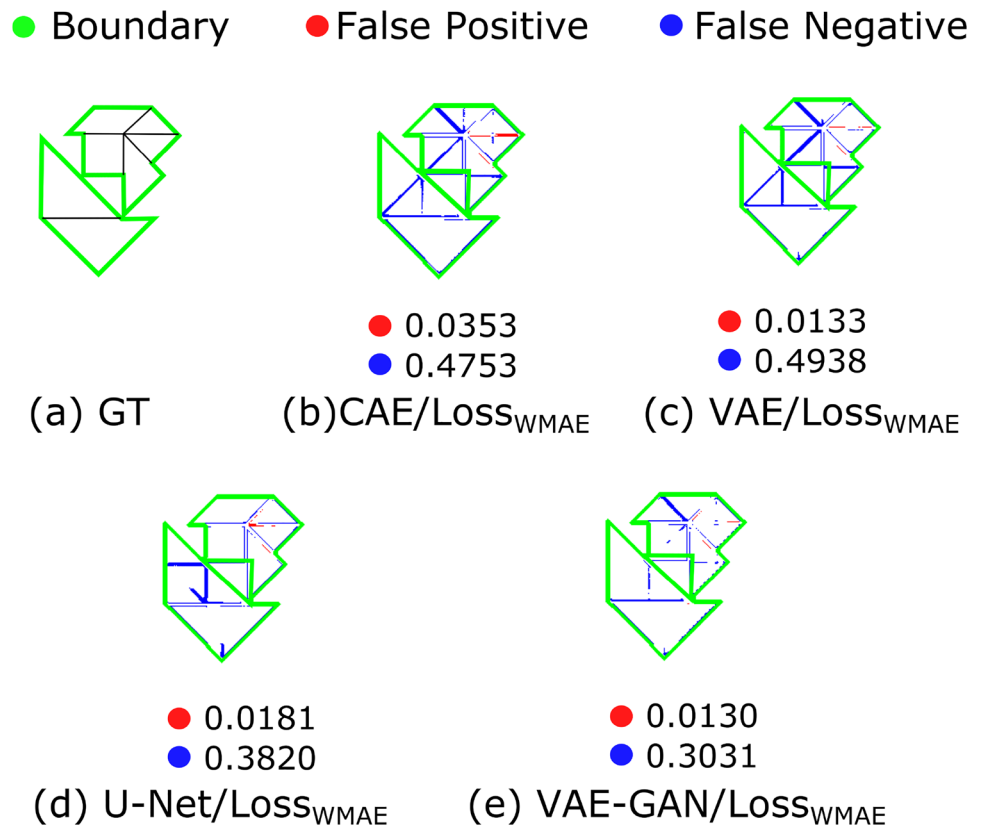 Boundary False Positive False Negative
0.0353 0.0133
0.4753 0.4938
(a) GT (b)CAE/LossWMAE (c) VAE/LossWMAE
0.0181 0.0130
0.3820 0.3031
(d) U-Net/LossWMAE (e) VAE-GAN/LossWMAE